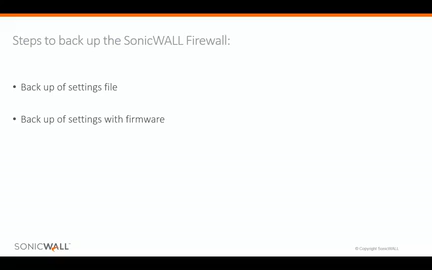 Steps to back up the SonicWALL Firewall:
• Back up of settings file
• Back up of settings with firmware
SONICWALL
© Copyright SonicWALL